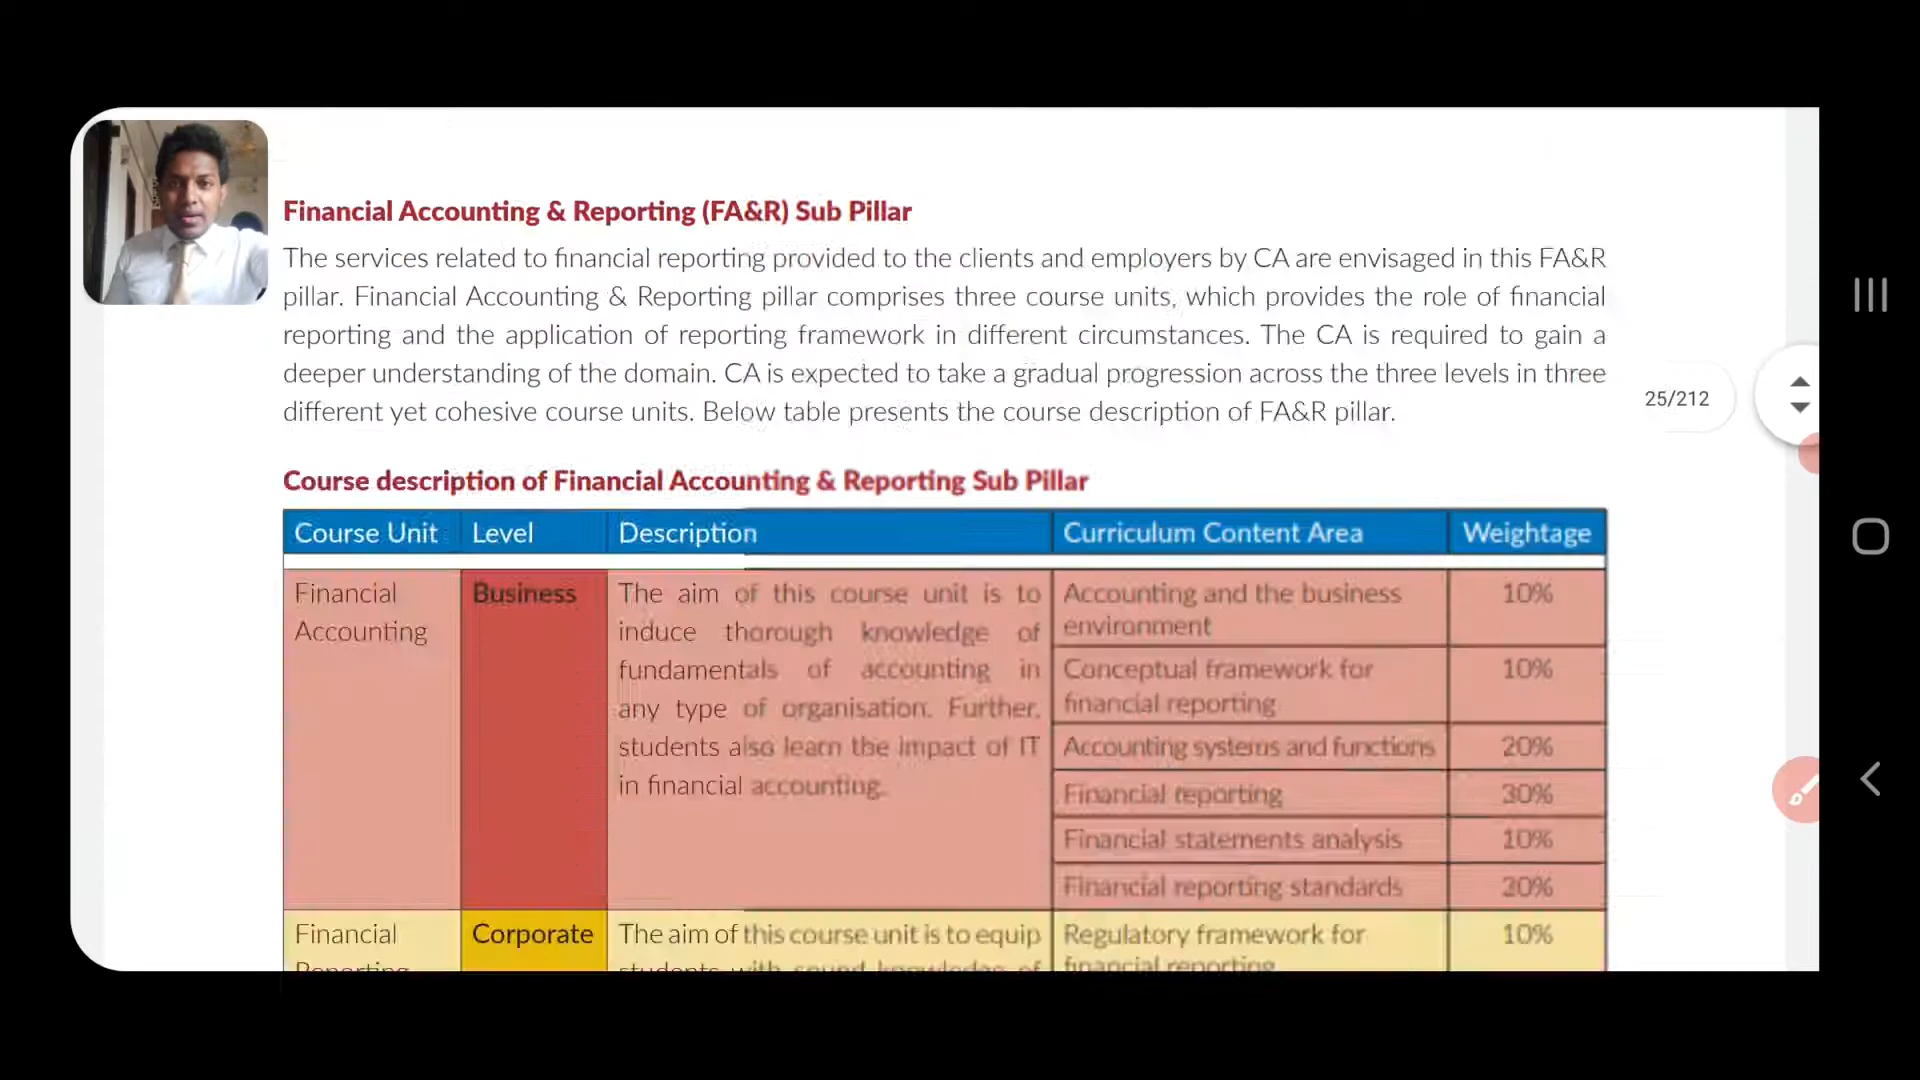 Financial Accounting & Reporting (FA&R) Sub Pillar
The services related to financial reporting provided to the clients and employers by CA are envisaged in this FA&R
pillar. Financial Accounting & Reporting pillar comprises three course units, which provides the role of financial
reporting and the application of reporting framework in different circumstances. The CA is required to gain a
deeper understanding of the domain. CA is expected to take a gradual progression across the three levels in three
25/212
different yet cohesive course units. Below table presents the course description of FA&R pillar.
Course description of Financial Accounting & Reporting Sub Pillar
Course Unit Level Description Curriculum Content Area Weightage
Financial Accounting
Business
The aim of this course unit is to
induce thorough knowledge of
fundamentals of accounting in
any type of organisation. Further,
students also learn the impact of IT
in financial accounting.
Accounting and the business
environment
10%
Conceptual framework for
financial reporting
10%
Accounting systems and functions 20%
Financial reporting 30%
Financial statements analysis 10%
Financial reporting standards 20%
Financial
Reporting
Corporate
The aim of this course unit is to equip
students with sound knowledge of
Regulatory framework for
financial reporting
10%